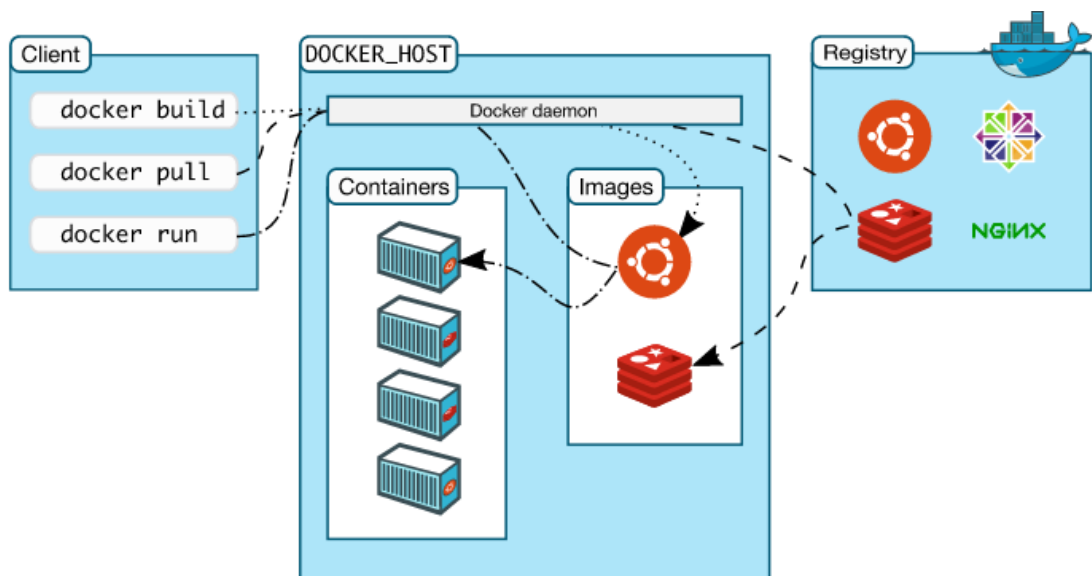 Client
docker build
docker pull
docker run
DOCKER_HOST
Docker daemon
Containers
Images
Registry
NGINX